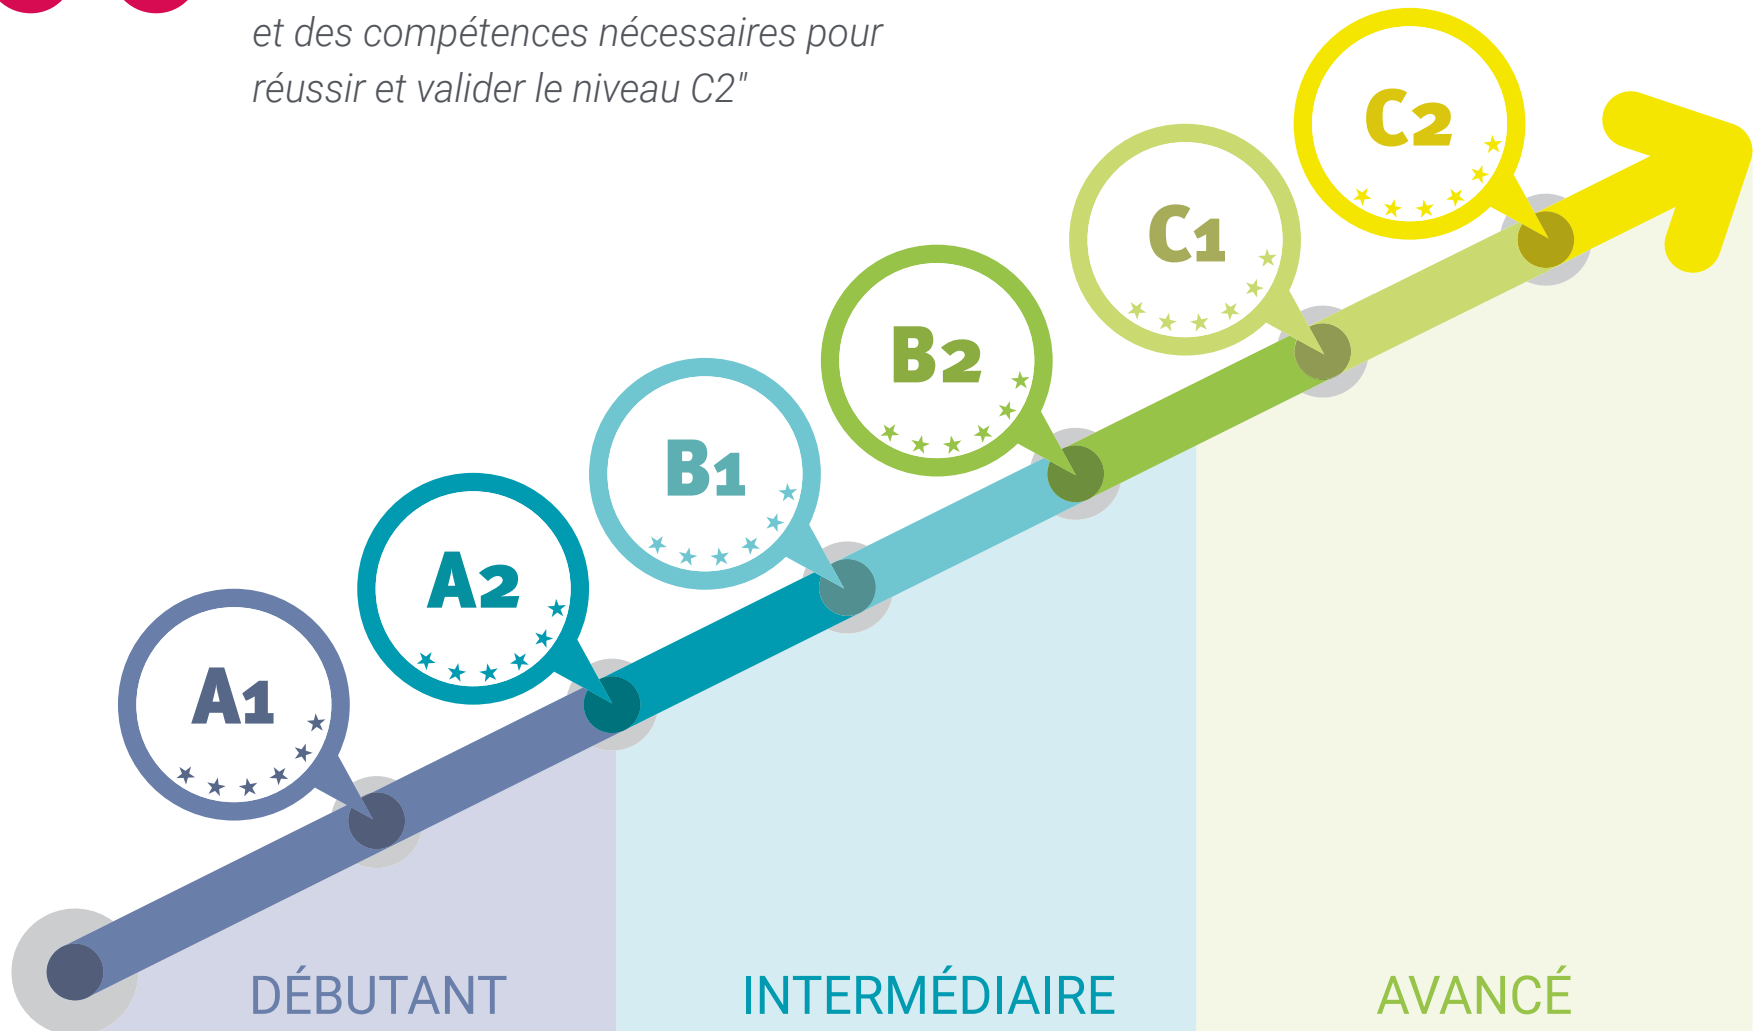 et des compétences nécessaires pour
réussir et valider le niveau C2"
C2
C1
B2
B1
A2
A1
DÉBUTANT
INTERMÉDIAIRE
AVANCÉ